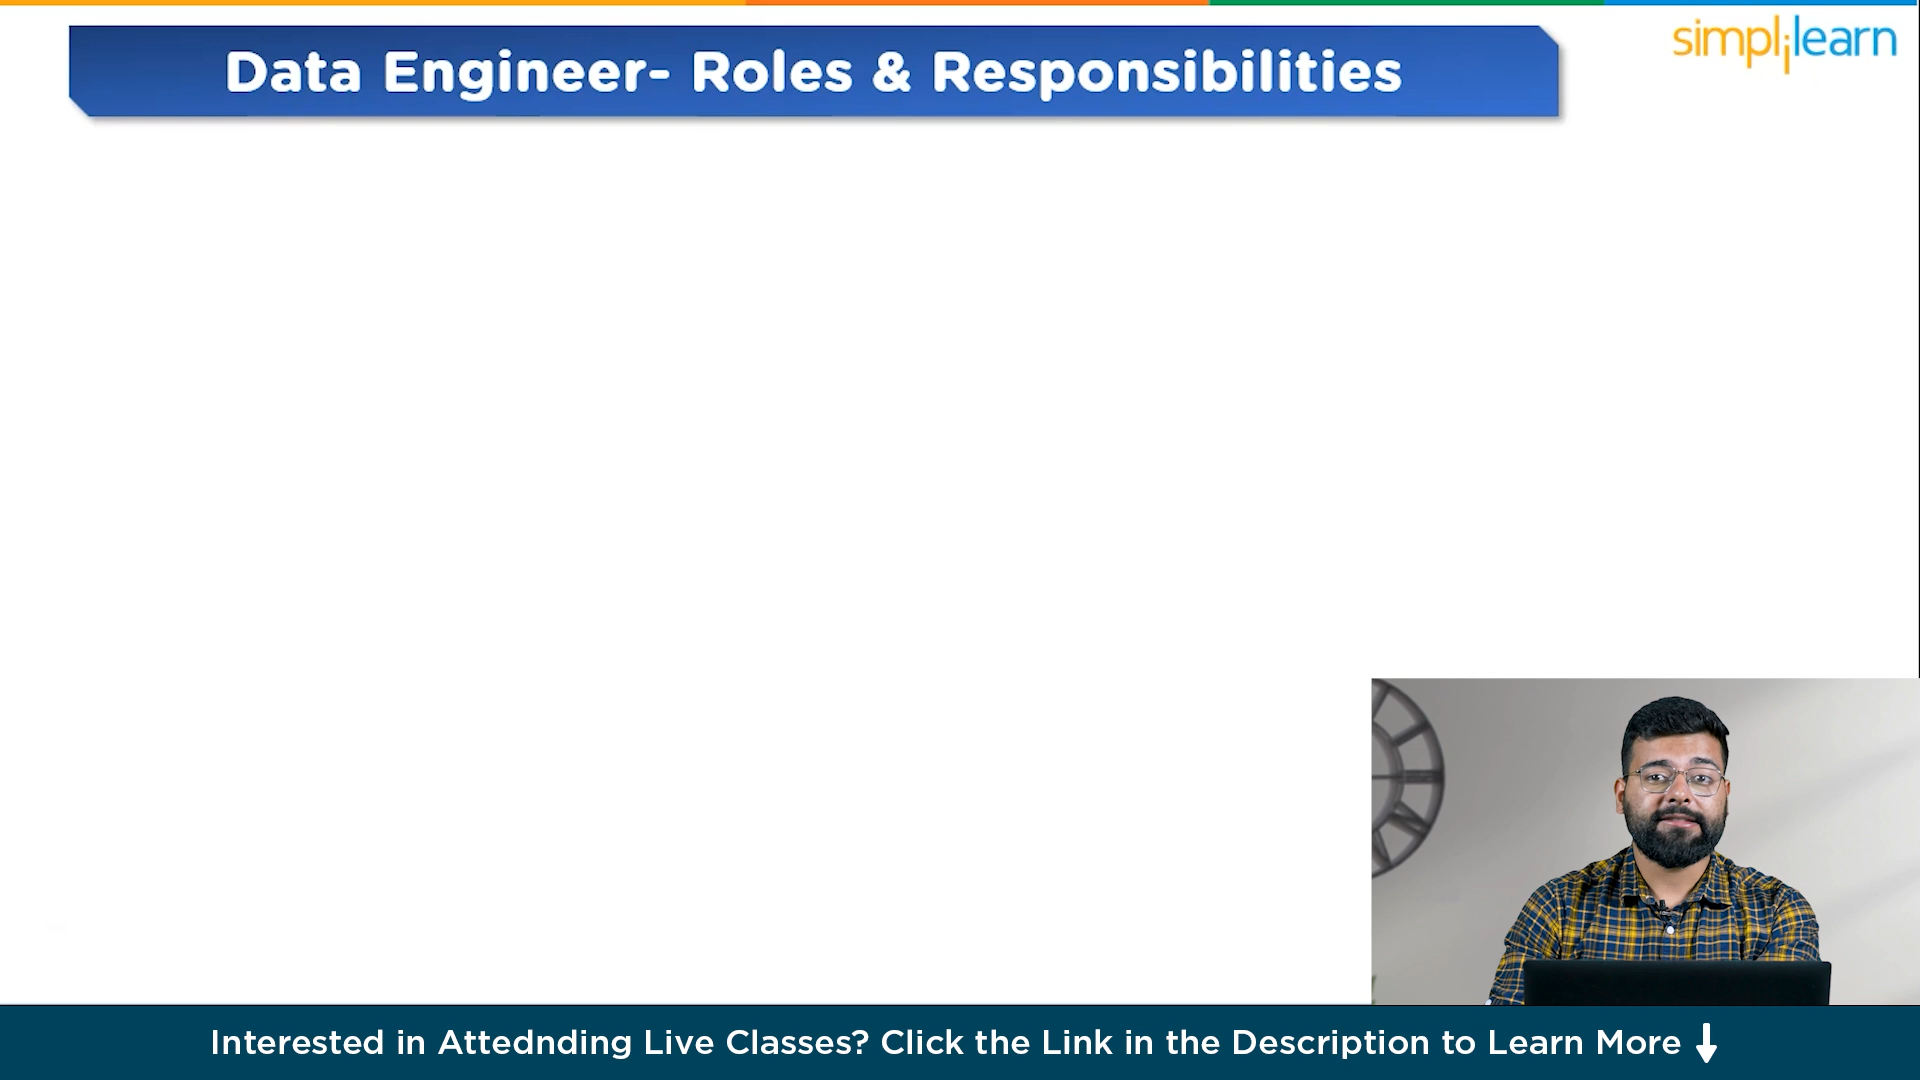 Data Engineer- Roles & Responsibilities
simplilearn
Interested in Attednding Live Classes? Click the Link in the Description to Learn More